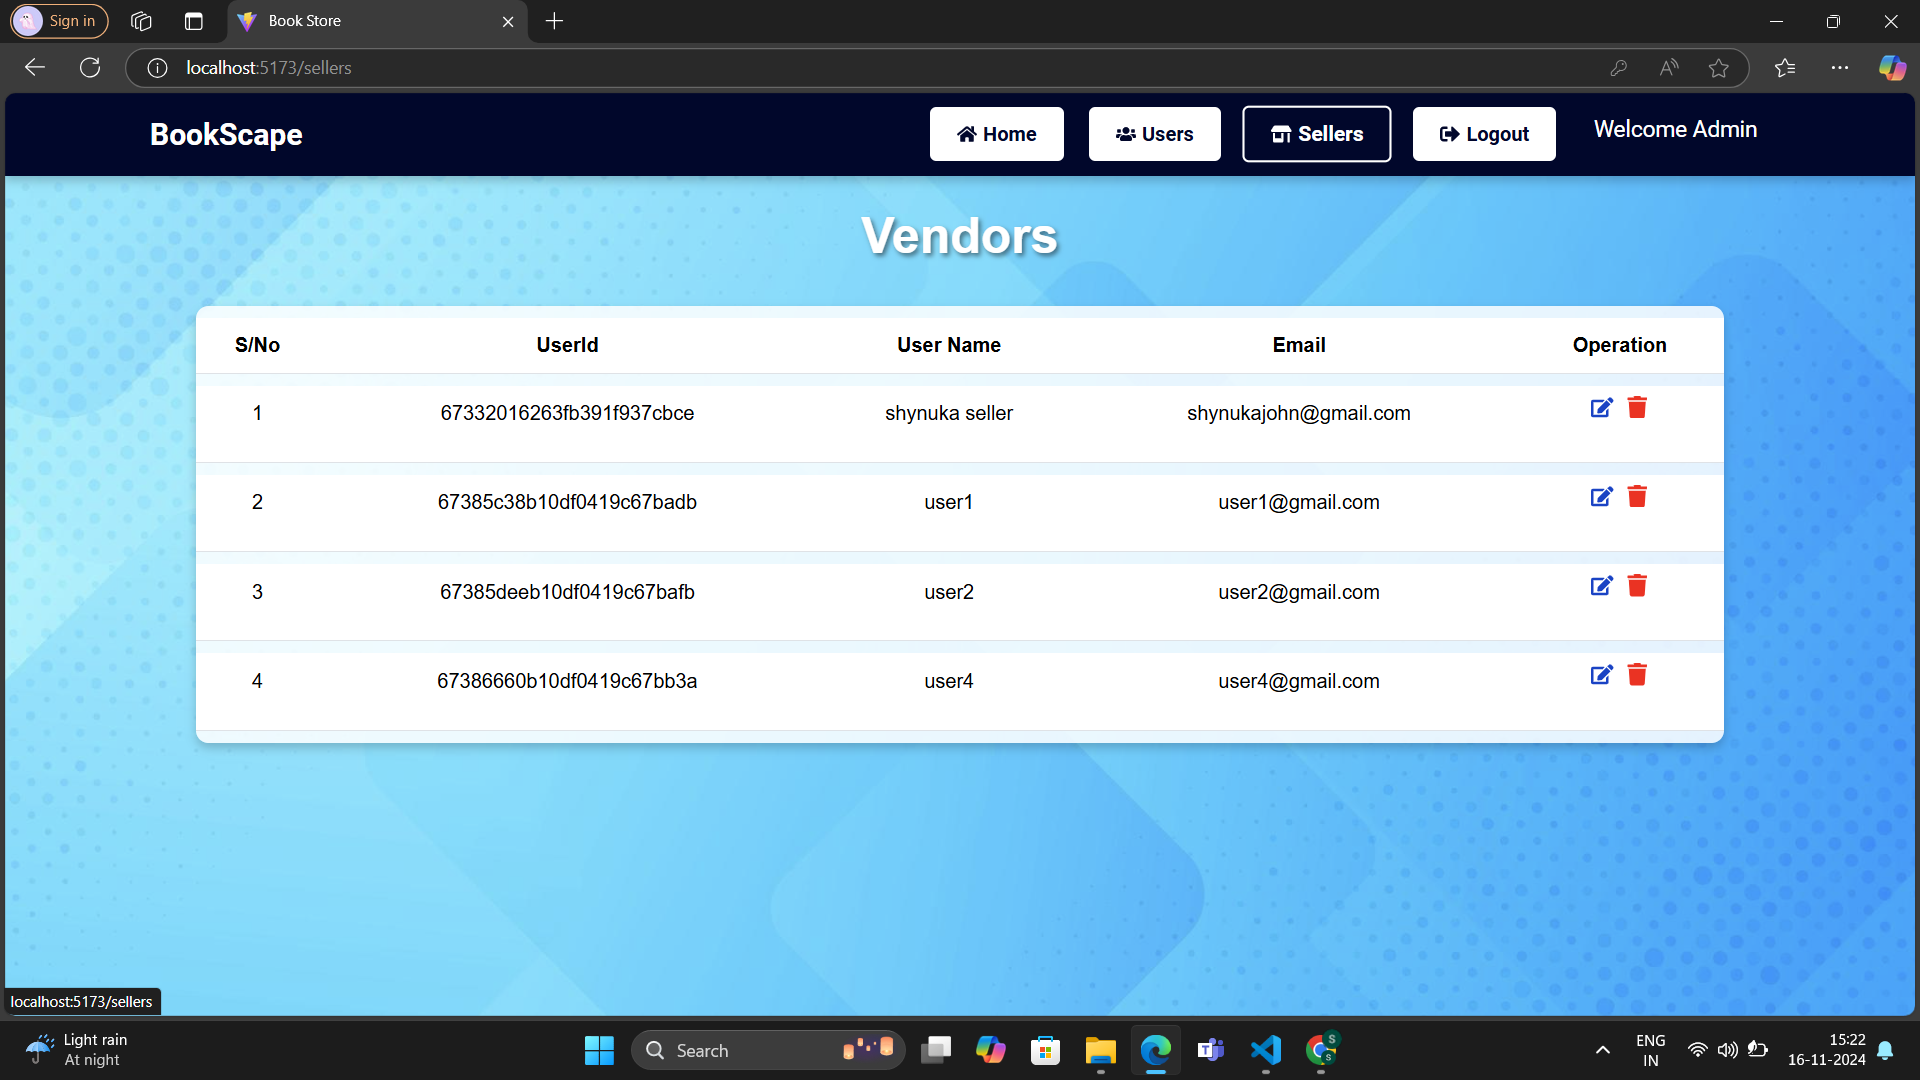 Sign in
Book Store
localhost:5173/sellers
BookScape
Home
Users
Sellers
Logout
Welcome Admin
Vendors
S/No UserId User Name Email Operation
1 67332016263fb391f937cbce shynuka seller shynukajohn@gmail.com
2 67385c38b10df0419c67badb user1 user1@gmail.com
3 67385deeb10df0419c67bafb user2 user2@gmail.com
4 67386660b10df0419c67bb3a user4 user4@gmail.com
localhost:5173/sellers
Light rain
At night
Search
ENG
IN
15:22
16-11-2024